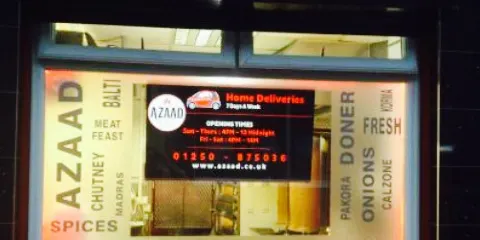 AZAAD
BALTI
MEAT
FEAST
CHUTNEY
MADRAS
SPICES
AZAAD
Home Deliveries
7 Days A Week
OPENING TIMES
Sun - Thurs : 4PM - 12 Midnight
Fri - Sat : 4PM - 1AM
01250 - 875036
www.azaad.co.uk
DONER
KORMA
FRESH
PAKORA
ONIONS
CALZONE